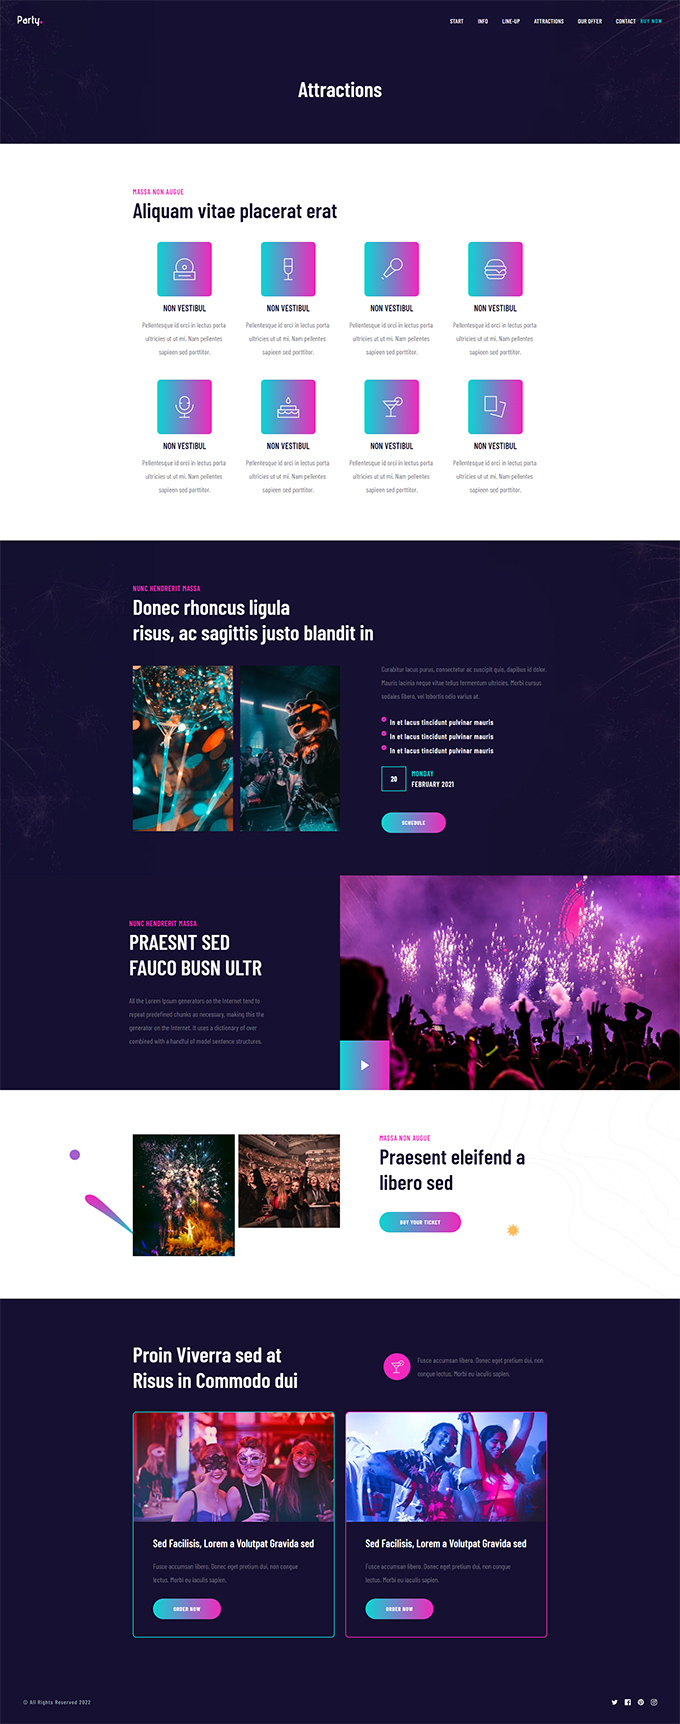 Party.
START INFO LINE-UP ATTRACTIONS OUR OFFER CONTACT BUY NOW
Attractions
MASSA NON AUGUE
Aliquam vitae placerat erat
NON VESTIBUL
Pellentesque id orci in lectus porta
ultricies ut ut mi. Nam pellentes
sapieen sed porttitor.
NON VESTIBUL
Pellentesque id orci in lectus porta
ultricies ut ut mi. Nam pellentes
sapieen sed porttitor.
NON VESTIBUL
Pellentesque id orci in lectus porta
ultricies ut ut mi. Nam pellentes
sapieen sed porttitor.
NON VESTIBUL
Pellentesque id orci in lectus porta
ultricies ut ut mi. Nam pellentes
sapieen sed porttitor.
NON VESTIBUL
Pellentesque id orci in lectus porta
ultricies ut ut mi. Nam pellentes
sapieen sed porttitor.
NON VESTIBUL
Pellentesque id orci in lectus porta
ultricies ut ut mi. Nam pellentes
sapieen sed porttitor.
NON VESTIBUL
Pellentesque id orci in lectus porta
ultricies ut ut mi. Nam pellentes
sapieen sed porttitor.
NON VESTIBUL
Pellentesque id orci in lectus porta
ultricies ut ut mi. Nam pellentes
sapieen sed porttitor.
NUNC HENDRERIT MASSA
Donec rhoncus ligula
risus, ac sagittis justo blandit in
Curabitur lacus purus, consectetur ac suscipit quis, dapibus id dolor.
Mauris lacinia neque vitae tellus fermentum ultricies. Morbi cursus
sodales libero, vel lobortis odio varius at.
In et lacus tincidunt pulvinar mauris
In et lacus tincidunt pulvinar mauris
In et lacus tincidunt pulvinar mauris
20
MONDAY
FEBRUARY 2021
SCHEDULE
NUNC HENDRERIT MASSA
PRAESNT SED
FAUCO BUSN ULTR
All the Lorem Ipsum generators on the Internet tend to
repeat predefined chunks as necessary, making this the
generator on the Internet. It uses a dictionary of over
combined with a handful of model sentence structures.
MASSA NON AUGUE
Praesent eleifend a
libero sed
BUY YOUR TICKET
Proin Viverra sed at
Risus in Commodo dui
Fusce accumsan libero. Donec eget pretium dui, non
congue lectus. Morbi eu iaculis sapien.
Sed Facilisis, Lorem a Volutpat Gravida sed
Fusce accumsan libero. Donec eget pretium dui, non congue
lectus. Morbi eu iaculis sapien.
ORDER NOW
Sed Facilisis, Lorem a Volutpat Gravida sed
Fusce accumsan libero. Donec eget pretium dui, non congue
lectus. Morbi eu iaculis sapien.
ORDER NOW
© All Rights Reserved 2022